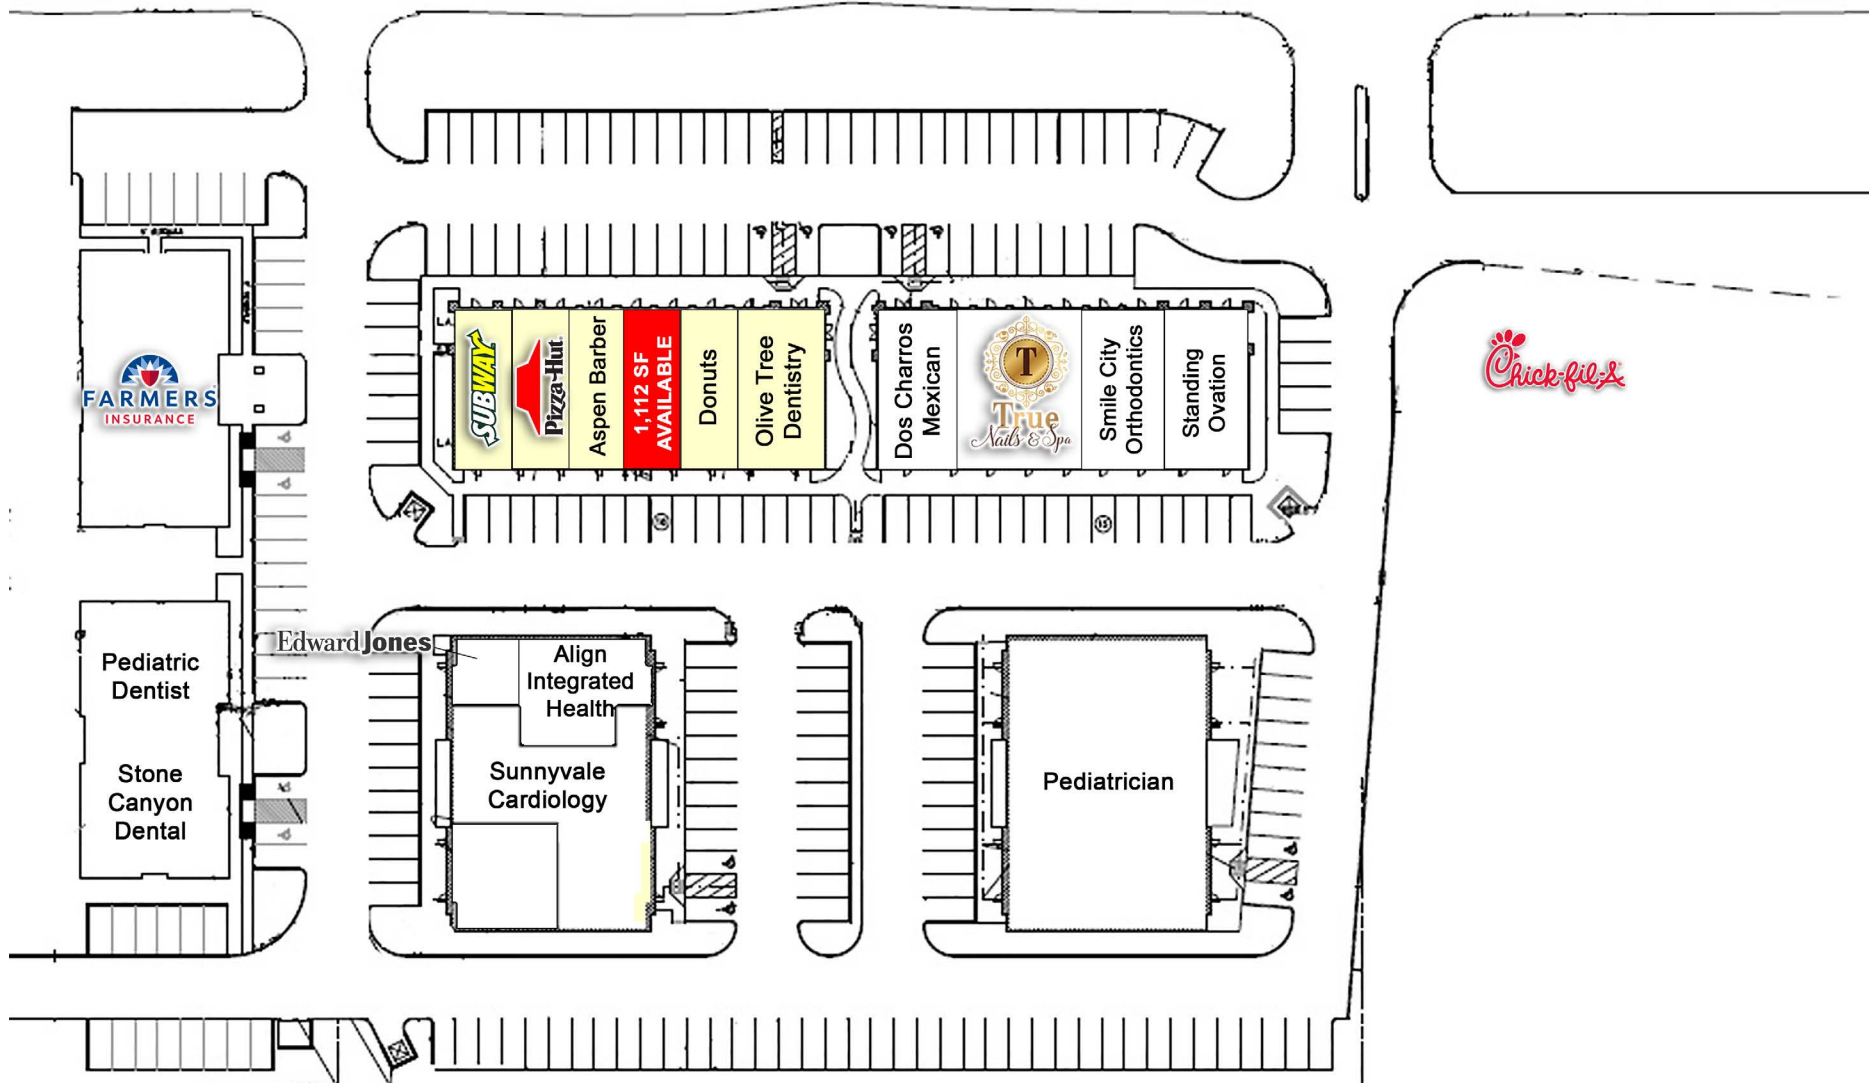 FARMERS
INSURANCE
SUBWAY
Pizza Hut
Aspen Barber
1,112 SF
AVAILABLE
Donuts
Olive Tree
Dentistry
Dos Charros
Mexican
T
True
Nails & Spa
Smile City
Orthodontics
Standing
Ovation
Chick-fil-A
16
15
Pediatric
Dentist
Stone
Canyon
Dental
Edward Jones
Align
Integrated
Health
Sunnyvale
Cardiology
Pediatrician